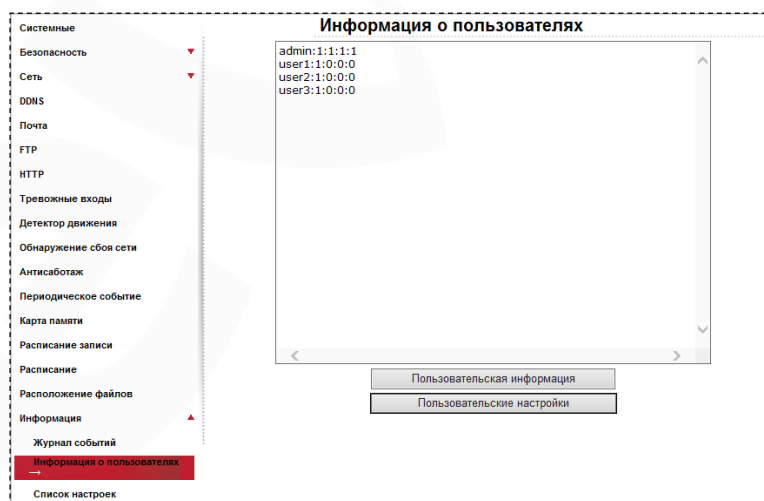 Информация о пользователях
Системные
Безопасность
Сеть
DDNS
Почта
FTP
HTTP
Тревожные входы
Детектор движения
Обнаружение сбоя сети
Антисаботаж
Периодическое событие
Карта памяти
Расписание записи
Расписание
Расположение файлов
Информация
Журнал событий
Информация о пользователях
Список настроек
admin:1:1:1:1
user1:1:0:0:0
user2:1:0:0:0
user3:1:0:0:0
Пользовательская информация
Пользовательские настройки